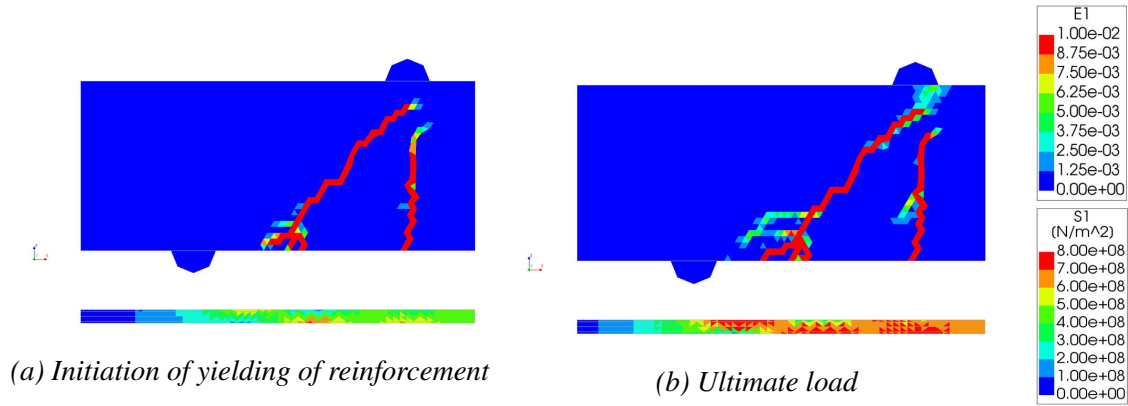 E1
1.00e-02
8.75e-03
7.50e-03
6.25e-03
5.00e-03
3.75e-03
2.50e-03
1.25e-03
0.00e+00
S1
(N/m^2)
8.00e+08
7.00e+08
6.00e+08
5.00e+08
4.00e+08
3.00e+08
2.00e+08
1.00e+08
0.00e+00
(a) Initiation of yielding of reinforcement
(b) Ultimate load